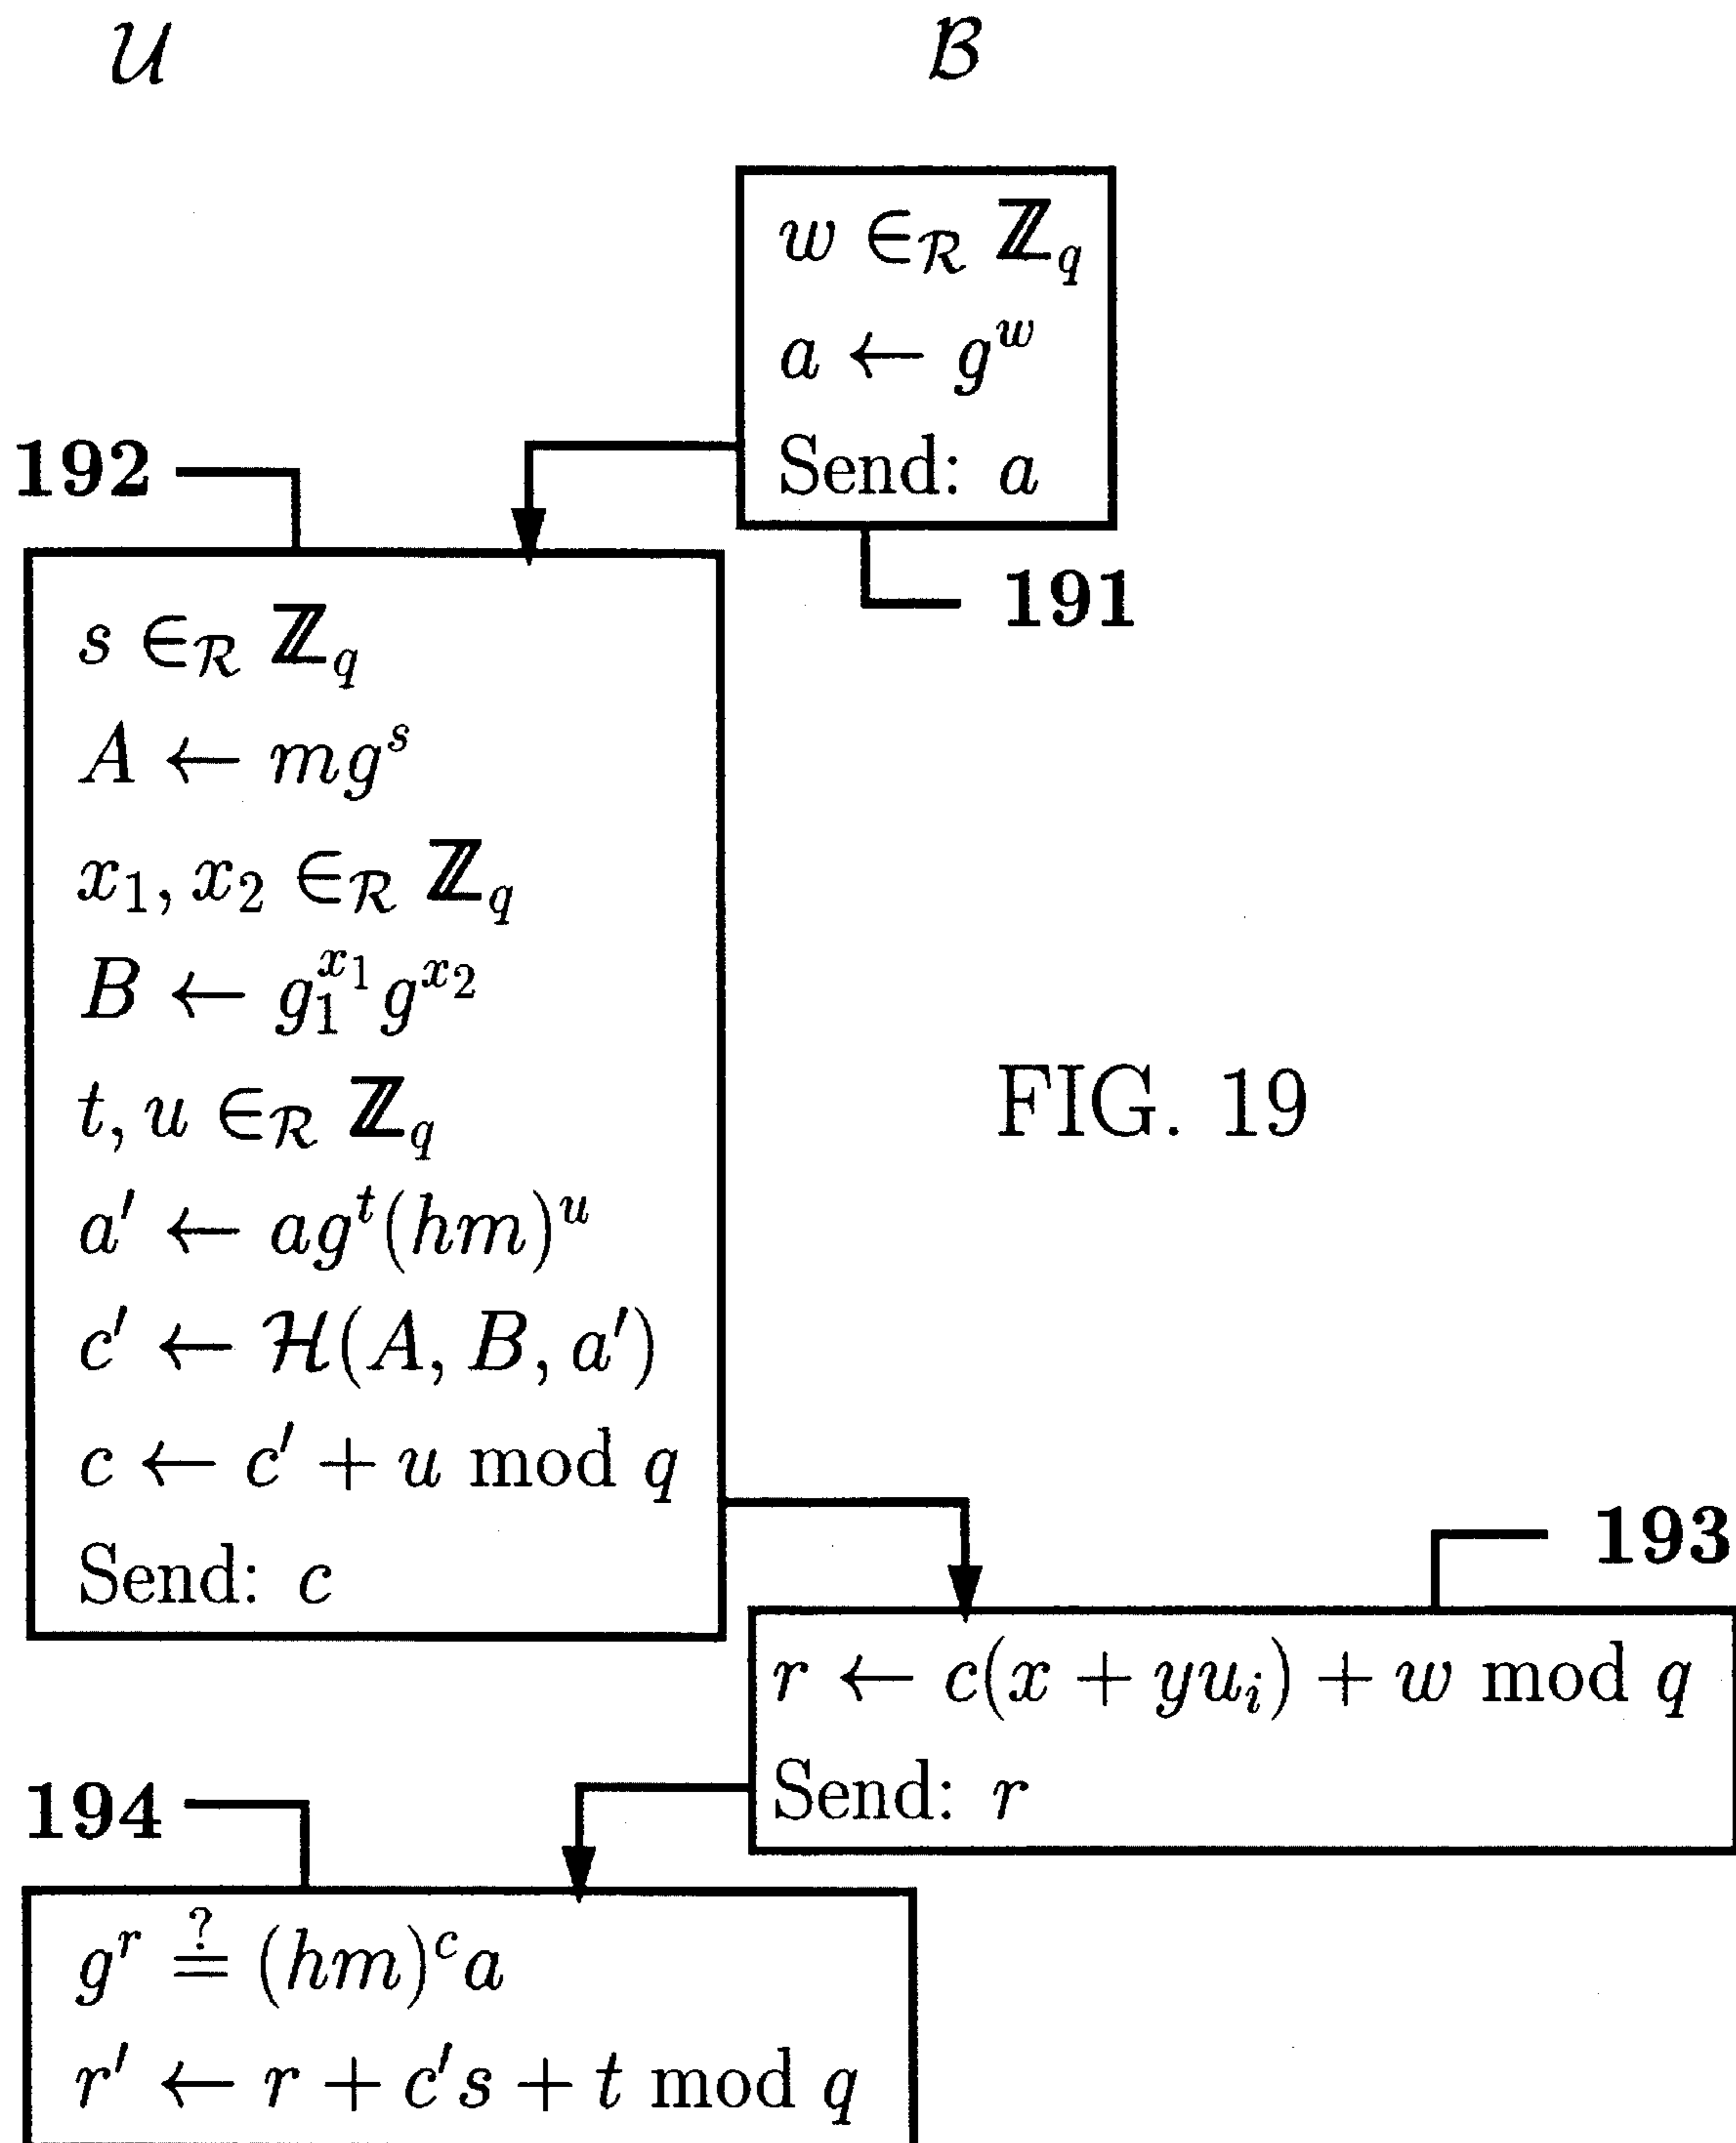 𝒰 ℬ
w ∈_ℛ ℤ_q
a ← g^w
Send: a
191
192
s ∈_ℛ ℤ_q
A ← mg^s
x_1, x_2 ∈_ℛ ℤ_q
B ← g_1^{x_1} g^{x_2}
t, u ∈_ℛ ℤ_q
a′ ← ag^t(hm)^u
c′ ← ℋ(A, B, a′)
c ← c′ + u mod q
Send: c
FIG. 19
193
r ← c(x + yu_i) + w mod q
Send: r
194
g^r ≟ (hm)^c a
r′ ← r + c′s + t mod q